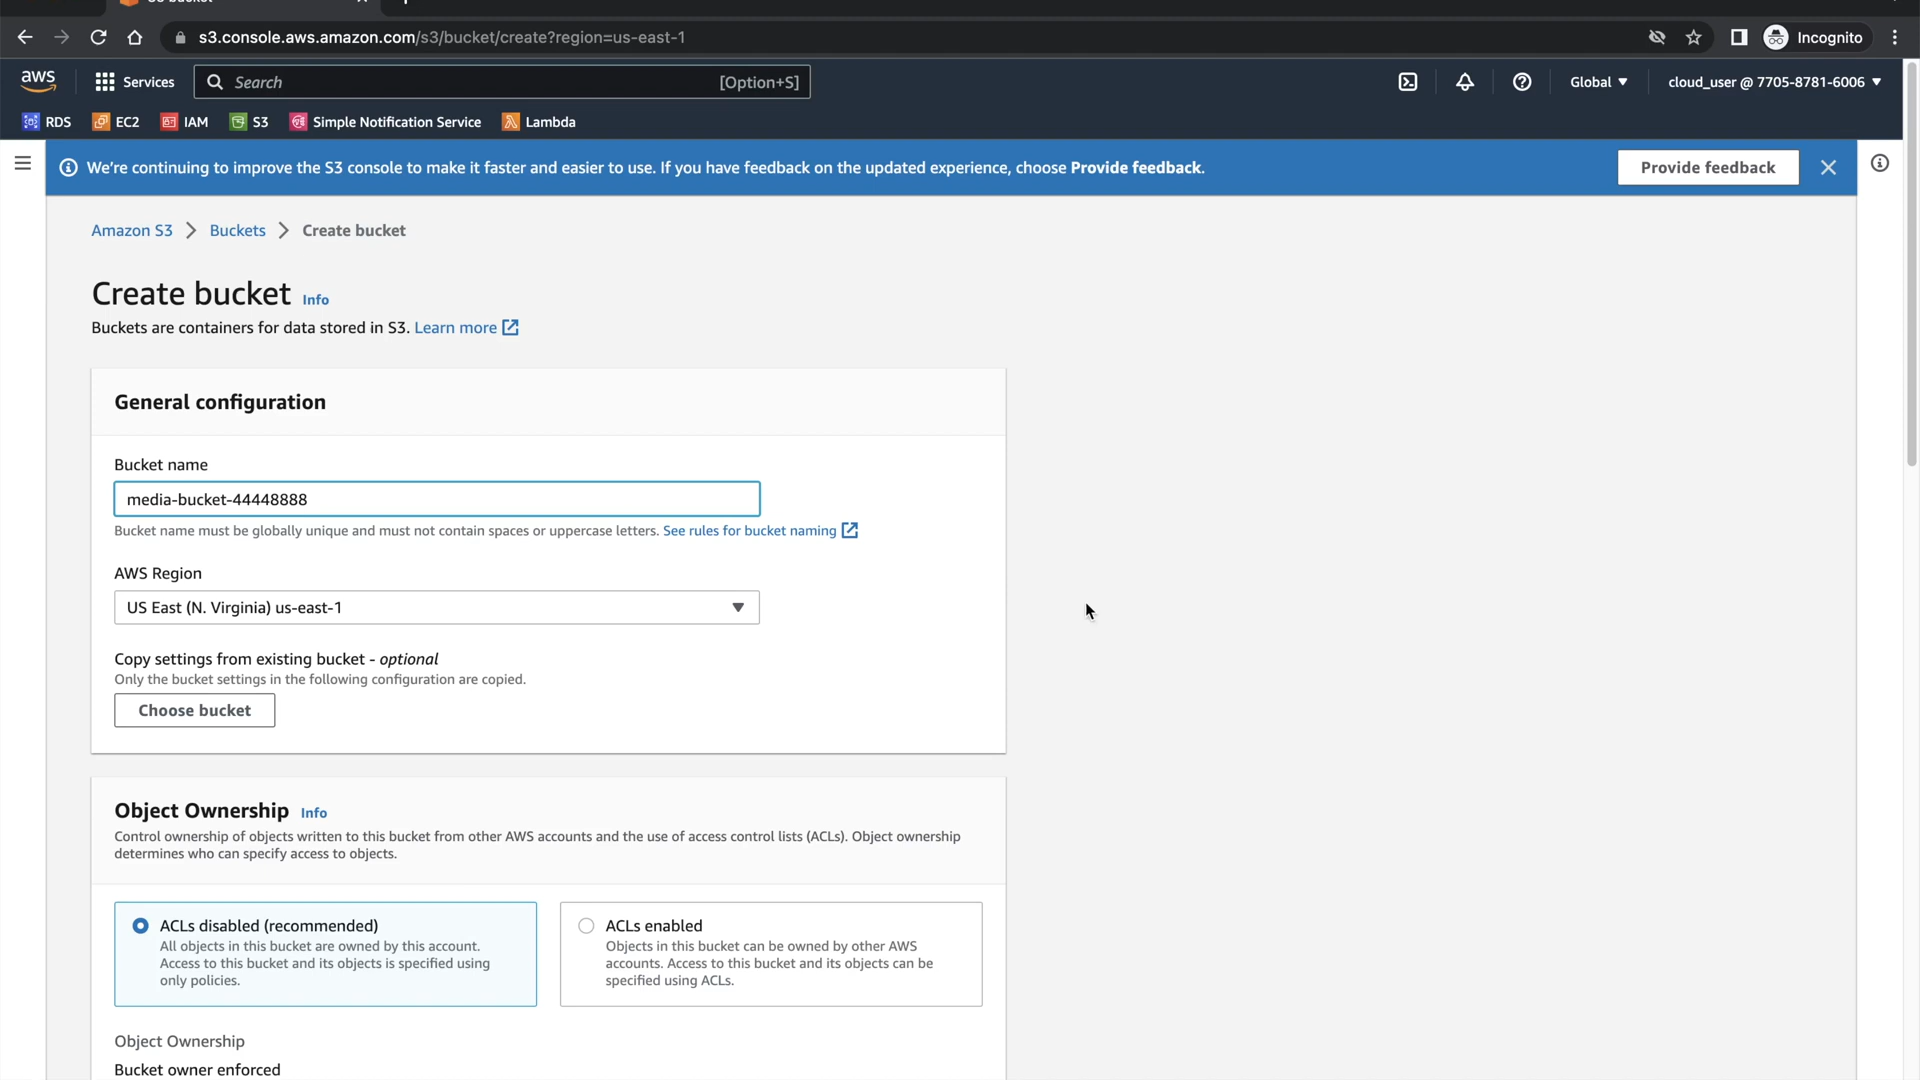 s3.console.aws.amazon.com/s3/bucket/create?region=us-east-1
Incognito
aws
Services
Search
[Option+S]
Global
cloud_user @ 7705-8781-6006
RDS
EC2
IAM
S3
Simple Notification Service
Lambda
We're continuing to improve the S3 console to make it faster and easier to use. If you have feedback on the updated experience, choose Provide feedback.
Provide feedback
Amazon S3
Buckets
Create bucket
Create bucket
Info
Buckets are containers for data stored in S3. Learn more
General configuration
Bucket name
media-bucket-44448888
Bucket name must be globally unique and must not contain spaces or uppercase letters. See rules for bucket naming
AWS Region
US East (N. Virginia) us-east-1
Copy settings from existing bucket - optional
Only the bucket settings in the following configuration are copied.
Choose bucket
Object Ownership
Info
Control ownership of objects written to this bucket from other AWS accounts and the use of access control lists (ACLs). Object ownership
determines who can specify access to objects.
ACLs disabled (recommended)
All objects in this bucket are owned by this account.
Access to this bucket and its objects is specified using
only policies.
ACLs enabled
Objects in this bucket can be owned by other AWS
accounts. Access to this bucket and its objects can be
specified using ACLs.
Object Ownership
Bucket owner enforced